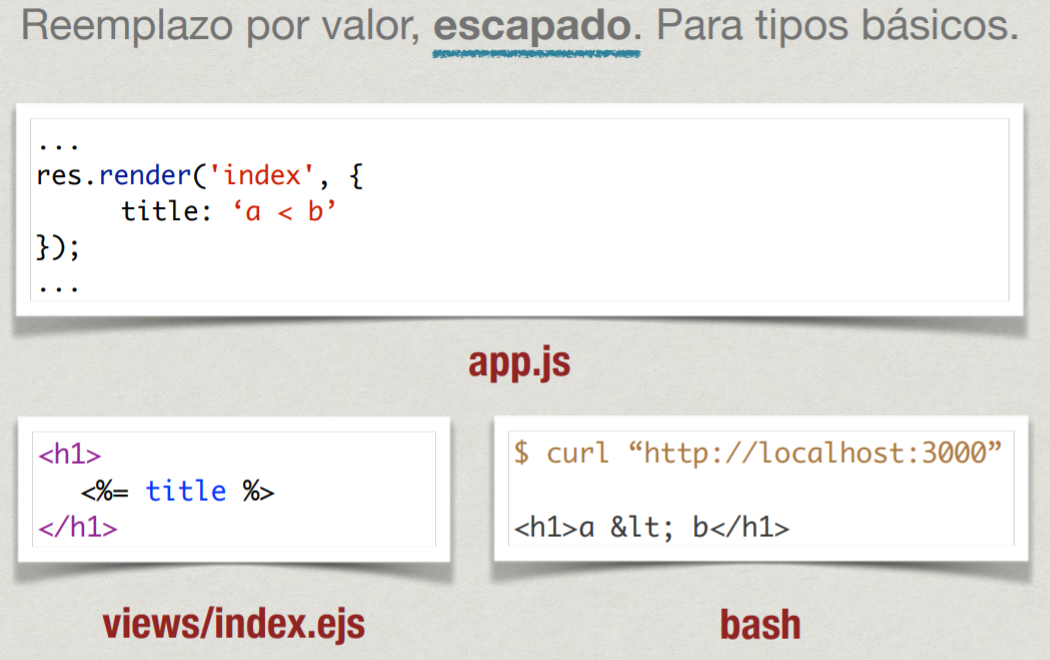 Reemplazo por valor, escapado. Para tipos básicos.
...
res.render('index', {
title: ‘a < b’
});
...
app.js
<h1>
<%= title %>
</h1>
views/index.ejs
$ curl “http://localhost:3000”
<h1>a &lt; b</h1>
bash